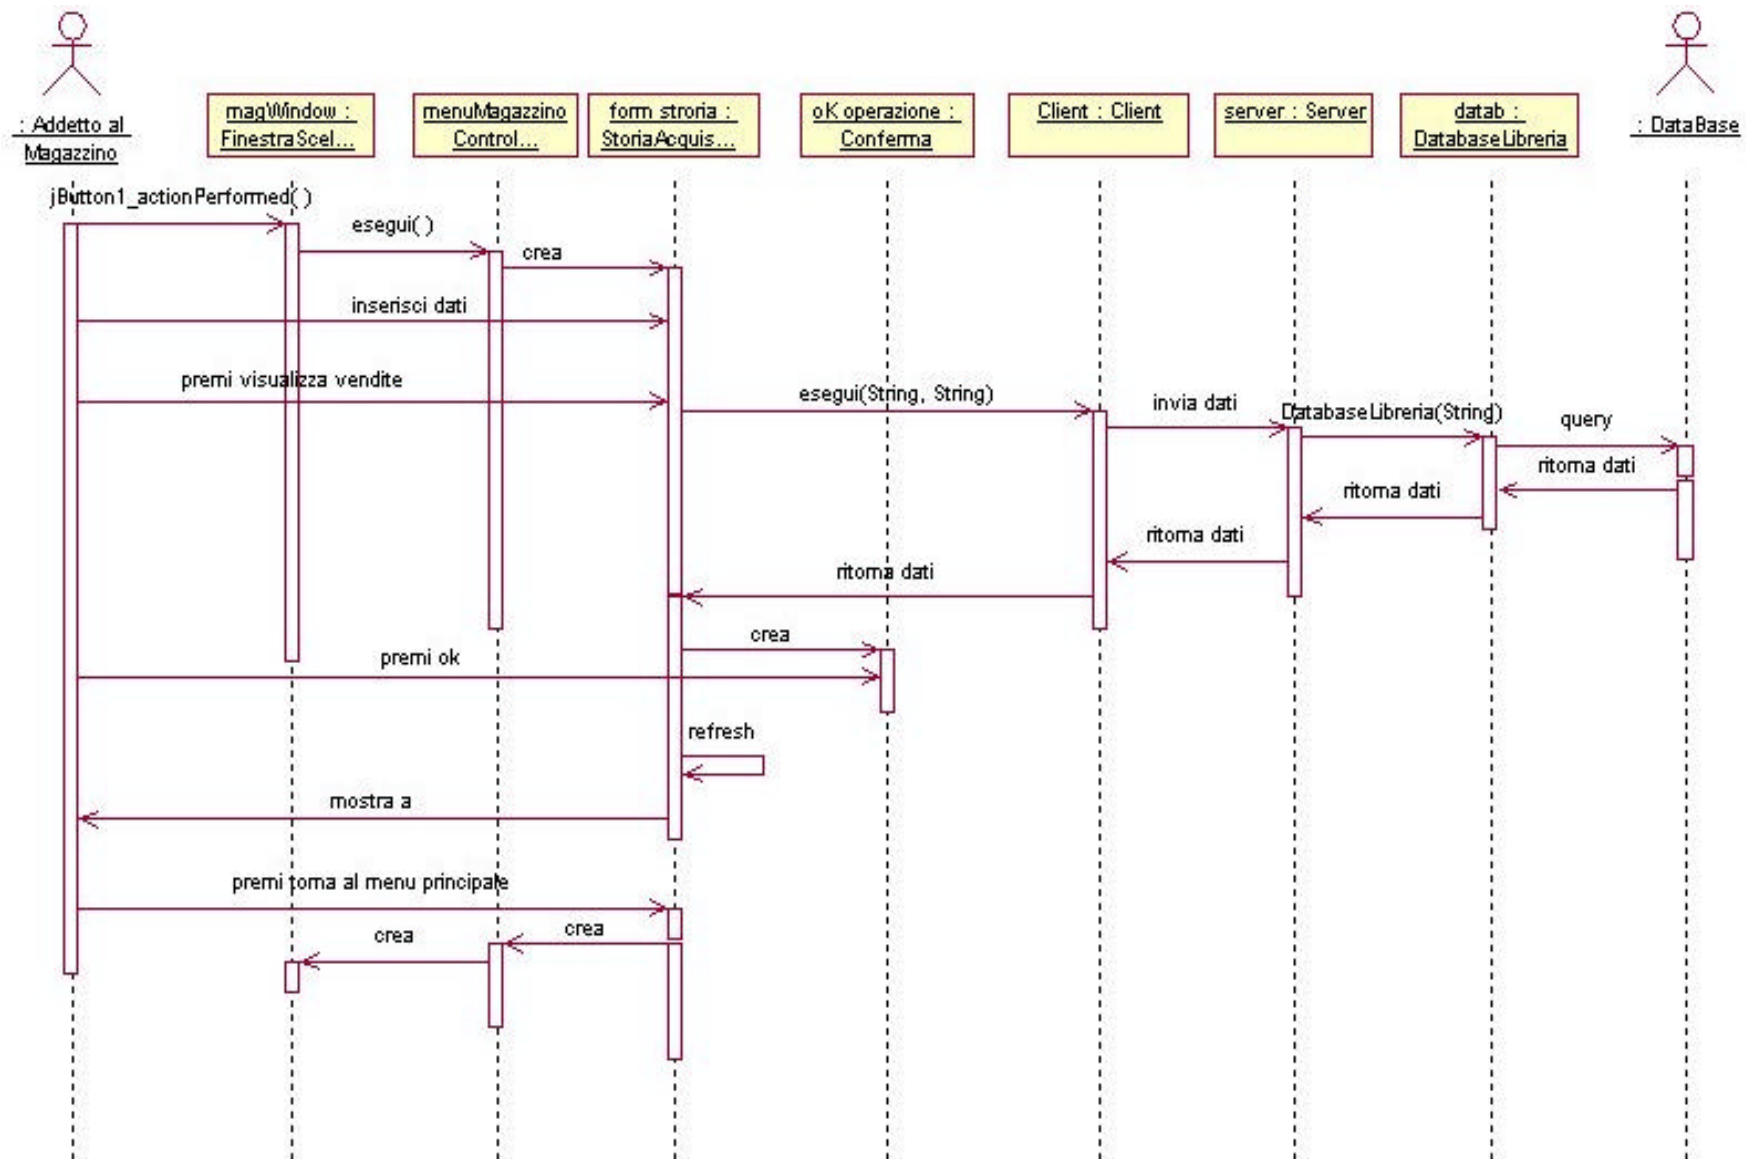 : Addetto al
Magazzino
magWindow :
FinestraScel...
menuMagazzino
Control...
form stroria :
StoriaAcquis...
oK operazione :
Conferma
Client : Client
server : Server
datab :
DatabaseLibreria
: DataBase
jButton1_actionPerformed( )
esegui( )
crea
inserisci dati
premi visualizza vendite
esegui(String, String)
invia dati
DatabaseLibreria(String)
query
ritorna dati
ritorna dati
ritorna dati
ritorna dati
crea
premi ok
refresh
mostra a
premi torna al menu principale
crea
crea